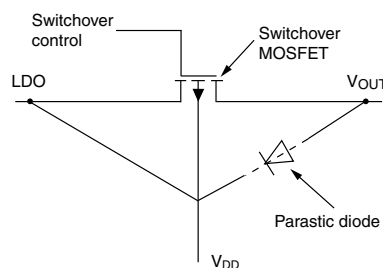 Switchover
control
Switchover
MOSFET
LDO
VOUT
Parastic diode
VDD